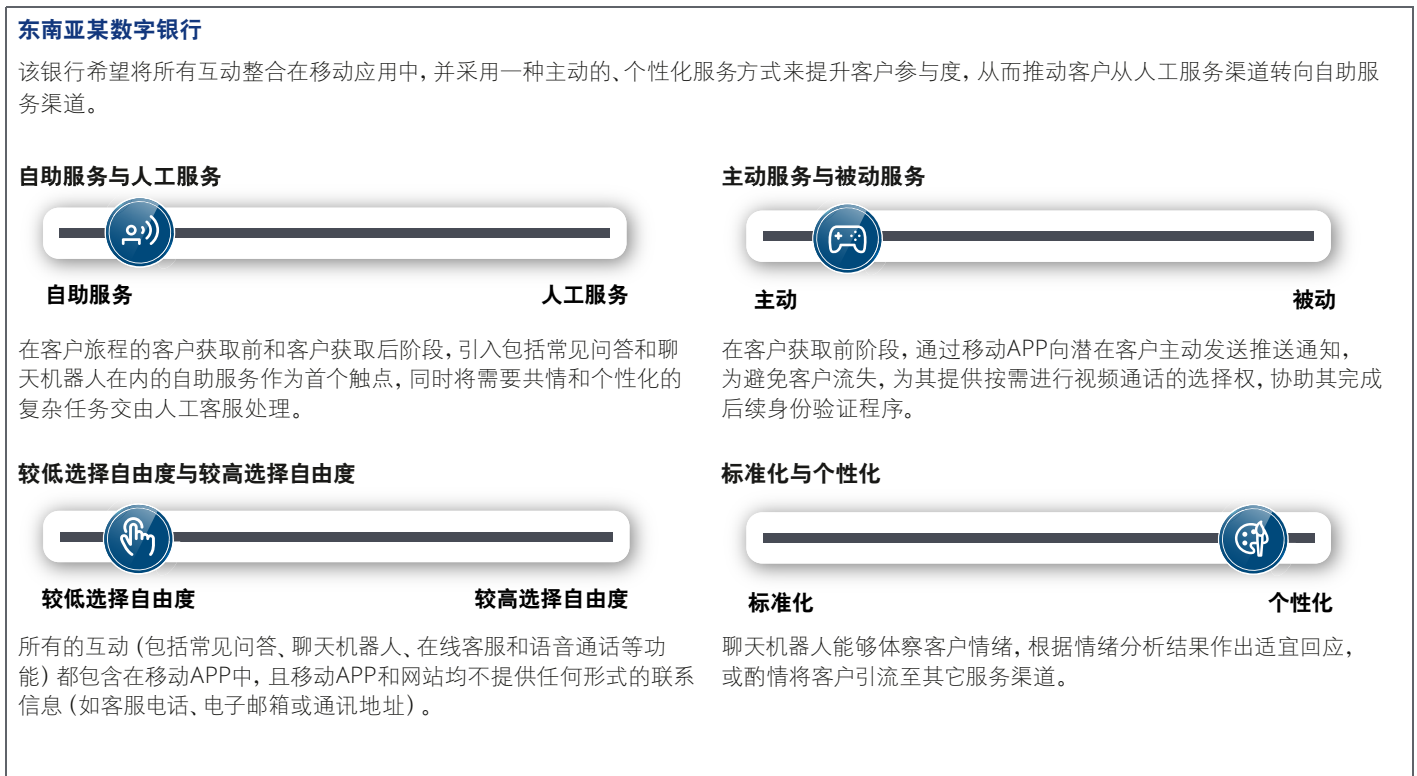 东南亚某数字银行
该银行希望将所有互动整合在移动应用中，并采用一种主动的、个性化服务方式来提升客户参与度，从而推动客户从人工服务渠道转向自助服
务渠道。
自助服务与人工服务
自助服务
人工服务
在客户旅程的客户获取前和客户获取后阶段，引入包括常见问答和聊
天机器人在内的自助服务作为首个触点，同时将需要共情和个性化的
复杂任务交由人工客服处理。
主动服务与被动服务
主动
被动
在客户获取前阶段，通过移动APP向潜在客户主动发送推送通知，
为避免客户流失，为其提供按需进行视频通话的选择权，协助其完成
后续身份验证程序。
较低选择自由度与较高选择自由度
较低选择自由度
较高选择自由度
所有的互动（包括常见问答、聊天机器人、在线客服和语音通话等功
能）都包含在移动APP中，且移动APP和网站均不提供任何形式的联系
信息（如客服电话、电子邮箱或通讯地址）。
标准化与个性化
标准化
个性化
聊天机器人能够体察客户情绪，根据情绪分析结果作出适宜回应，
或酌情将客户引流至其它服务渠道。